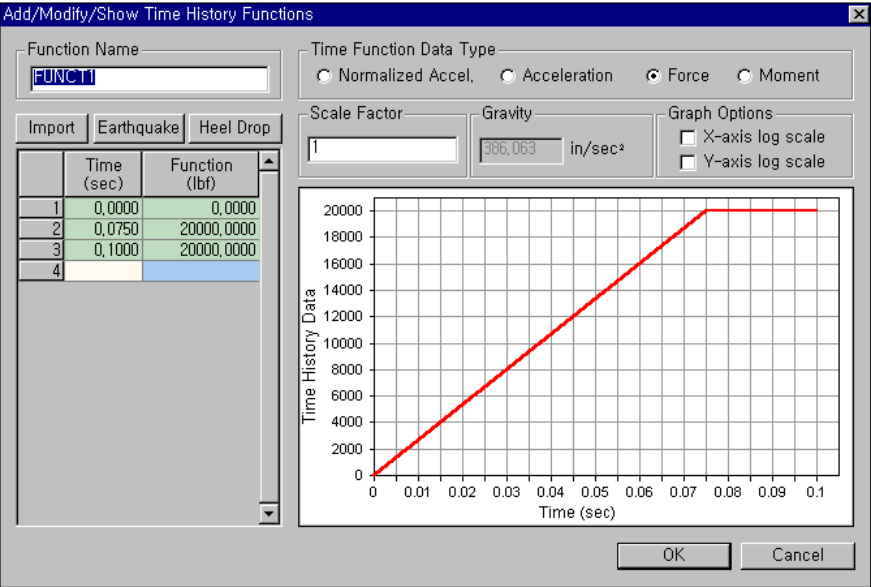 Add/Modify/Show Time History Functions
Function Name
FUNCT1
Time Function Data Type
Normalized Accel. Acceleration Force Moment
Import Earthquake Heel Drop
Scale Factor
1
Gravity
386,063 in/sec²
Graph Options
X-axis log scale
Y-axis log scale
Time (sec) Function (lbf)
1 0,0000 0,0000
2 0,0750 20000,0000
3 0,1000 20000,0000
4
Time History Data
20000
18000
16000
14000
12000
10000
8000
6000
4000
2000
0
0 0.01 0.02 0.03 0.04 0.05 0.06 0.07 0.08 0.09 0.1
Time (sec)
OK Cancel